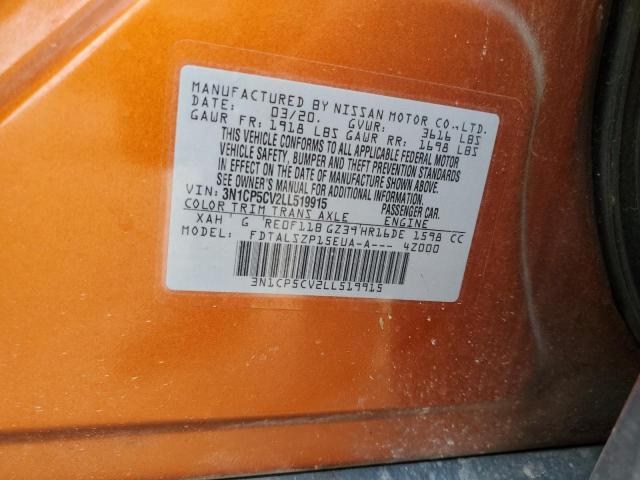 MANUFACTURED BY NISSAN MOTOR CO.,LTD.
DATE: 03/20. GVWR: 3616 LBS
GAWR FR: 1918 LBS GAWR RR: 1698 LBS
THIS VEHICLE CONFORMS TO ALL APPLICABLE FEDERAL MOTOR
VEHICLE SAFETY, BUMPER AND THEFT PREVENTION STANDARDS
IN EFFECT ON THE DATE OF MANUFACTURE SHOWN ABOVE.
SEE OWNER'S MANUAL FOR ADDITIONAL INFORMATION.
VIN: 3N1CP5CV2LL519915 PASSENGER CAR.
COLOR TRIM TRANS AXLE ENGINE
XAH G RE0F11B GZ39 HR16DE 1598 CC
MODEL: FDTALSZP15EUA-A--- 4Z000
3N1CP5CV2LL519915